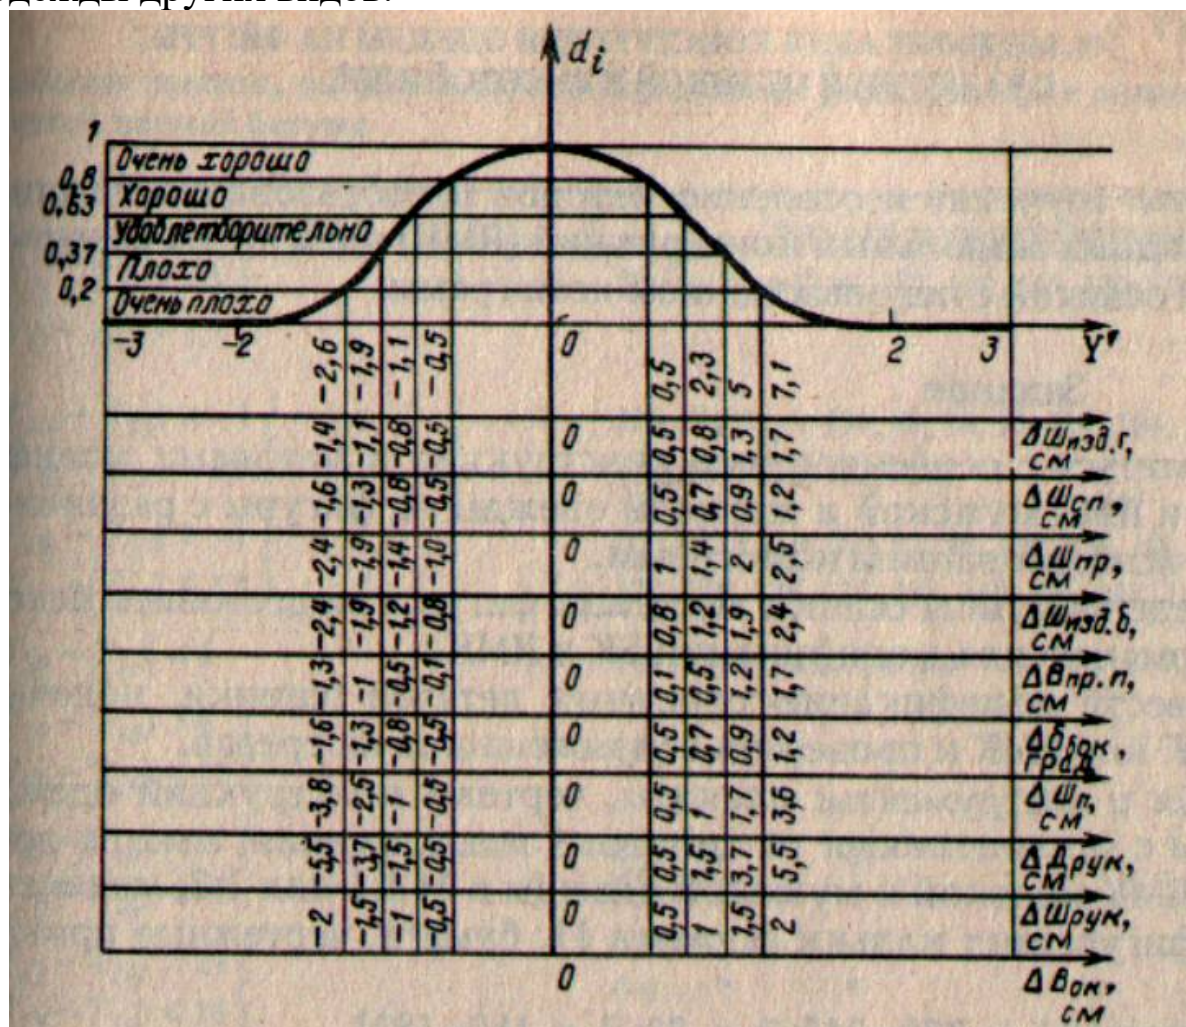 одежды других видов.
di
1
Очень хорошо
0,8
Хорошо
0,63
Удовлетворительно
0,37
Плохо
0,2
Очень плохо
-3 -2 0 2 3 Y'
-2,6 -1,9 -1,1 -0,5 0,5 2,3 5 7,1
-1,4 -1,1 -0,8 -0,5 0 0,5 0,8 1,3 1,7 ΔШизд.г, см
-1,6 -1,3 -0,8 -0,5 0 0,5 0,7 0,9 1,2 ΔШсп, см
-2,4 -1,9 -1,4 -1,0 0 1 1,4 2 2,5 ΔШпр, см
-2,4 -1,9 -1,2 -0,8 0 0,8 1,2 1,9 2,4 ΔШизд.б, см
-1,3 -1 -0,5 -0,1 0 0,1 0,5 1,2 1,7 ΔВпр.п, см
-1,6 -1,3 -0,8 -0,5 0 0,5 0,7 0,9 1,2 Δбок, град
-3,8 -2,5 -1 -0,5 0 0,5 1 1,7 3,6 ΔШп, см
-5,5 -3,7 -1,5 -0,5 0 0,5 1,5 3,7 5,5 ΔДрук, см
-2 -1,5 -1 -0,5 0 0,5 1 1,5 2 ΔШрук, см
0 ΔВок, см